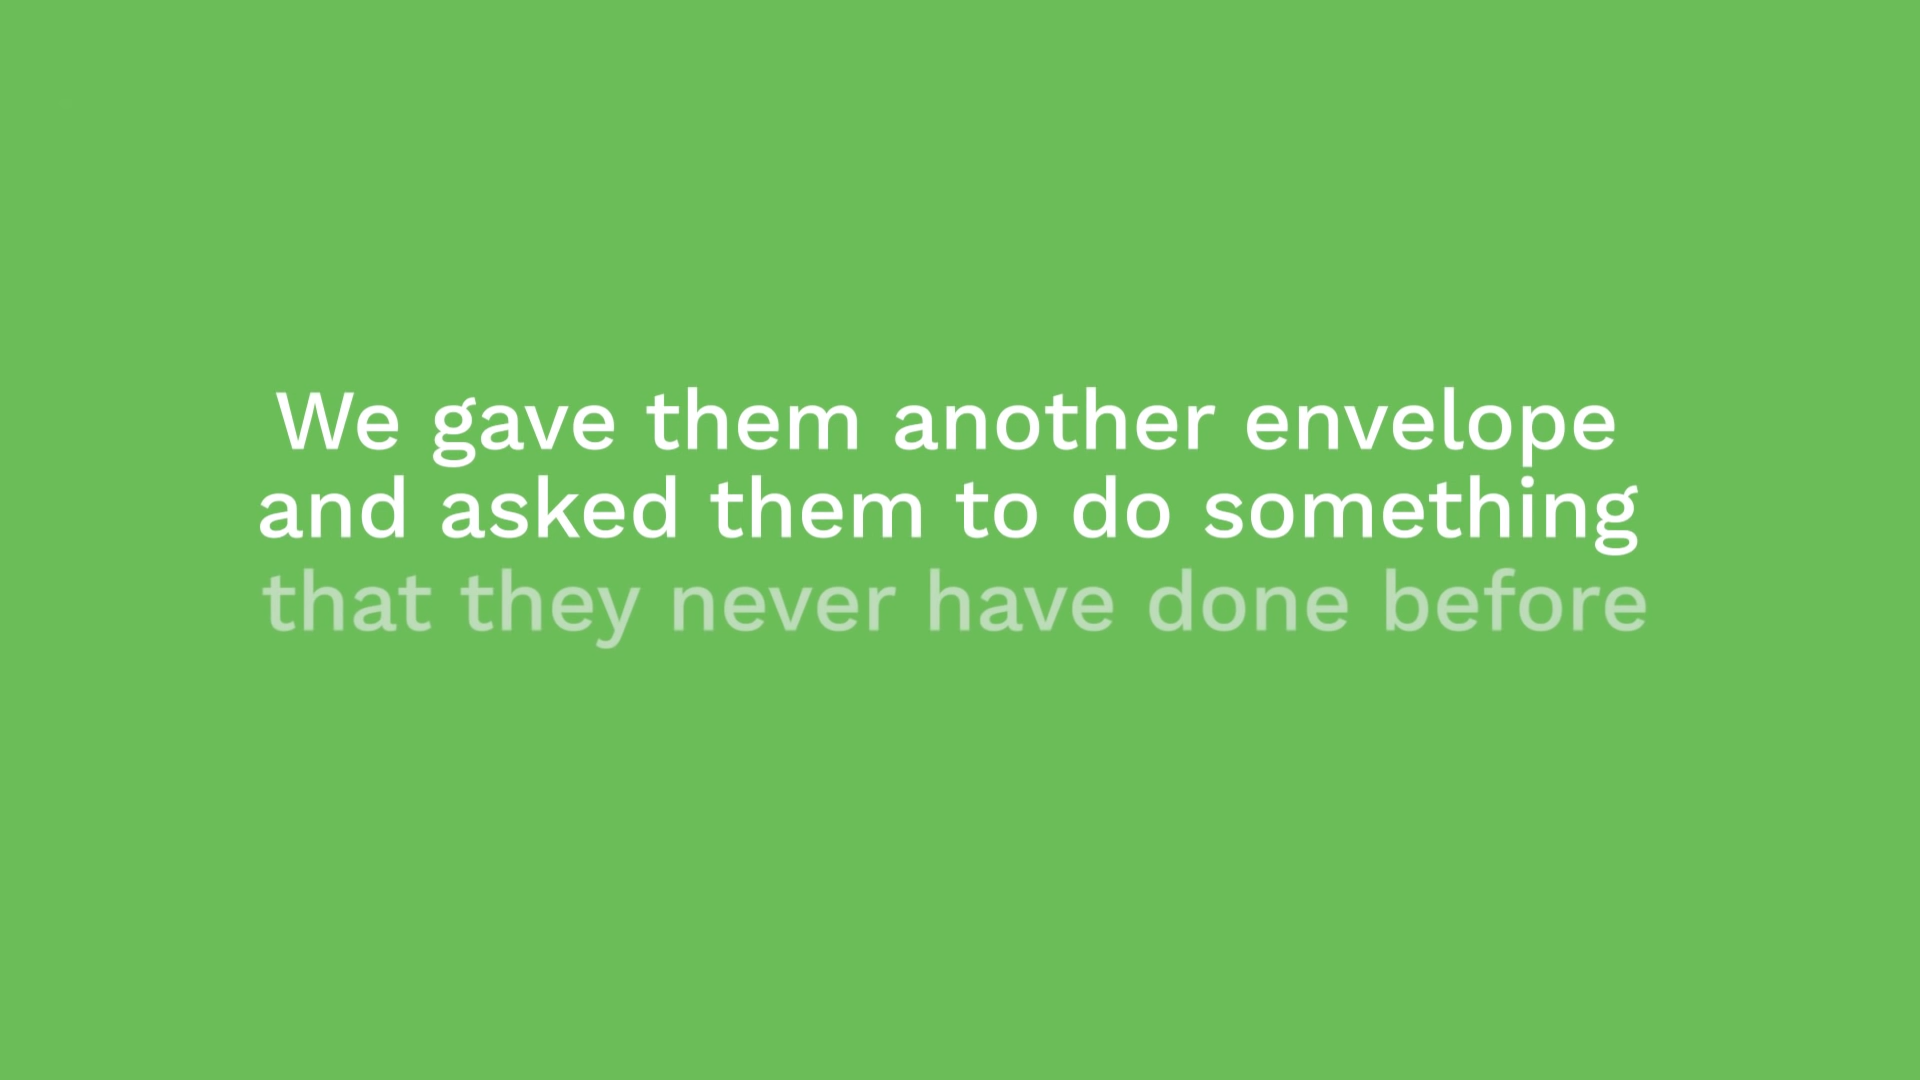 We gave them another envelope
and asked them to do something
that they never have done before